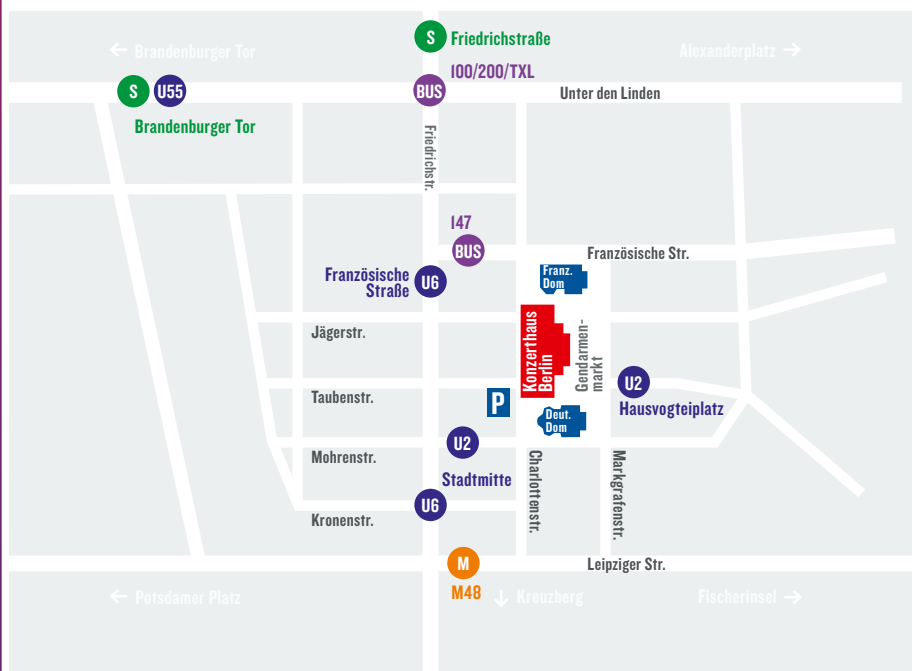 S
Friedrichstraße
← Brandenburger Tor
Alexanderplatz →
100/200/TXL
S
U55
BUS
Unter den Linden
Brandenburger Tor
Friedrichstr.
147
BUS
Französische Str.
Französische
Straße
U6
Franz.
Dom
Jägerstr.
Konzerthaus
Berlin
Gendarmen-
markt
U2
Hausvogteiplatz
Taubenstr.
P
Deut.
Dom
U2
Mohrenstr.
Stadtmitte
Charlottenstr.
Markgrafenstr.
U6
Kronenstr.
M
Leipziger Str.
M48
← Potsdamer Platz
↓ Kreuzberg
Fischerinsel →